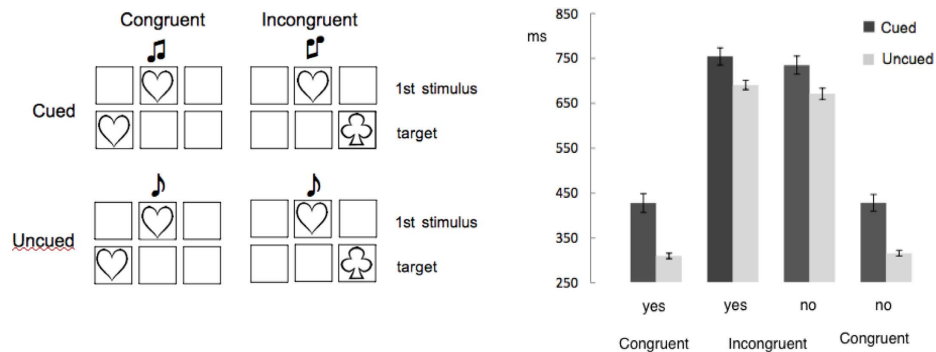 Congruent Incongruent
1st stimulus
Cued
target
1st stimulus
Uncued
target
850
ms
Cued
750
Uncued
650
450
350
250
yes yes no no
Congruent Incongruent Congruent